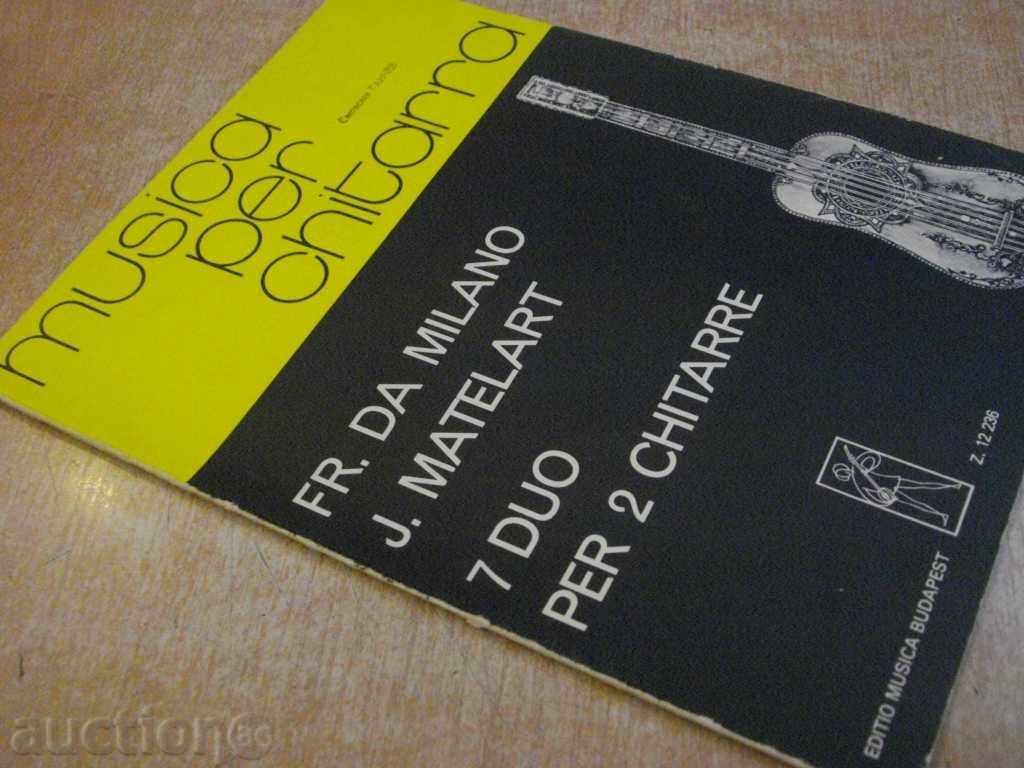 musica
per
chitarra
FR. DA MILANO
J. MATELART
7 DUO
PER 2 CHITARRE
Z. 12 236
EDITIO MUSICA BUDAPEST
auction.bg